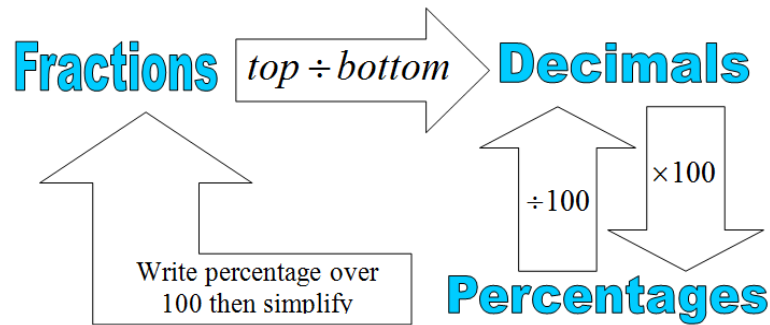 Fractions top ÷ bottom Decimals
÷100 ×100
Write percentage over
100 then simplify
Percentages